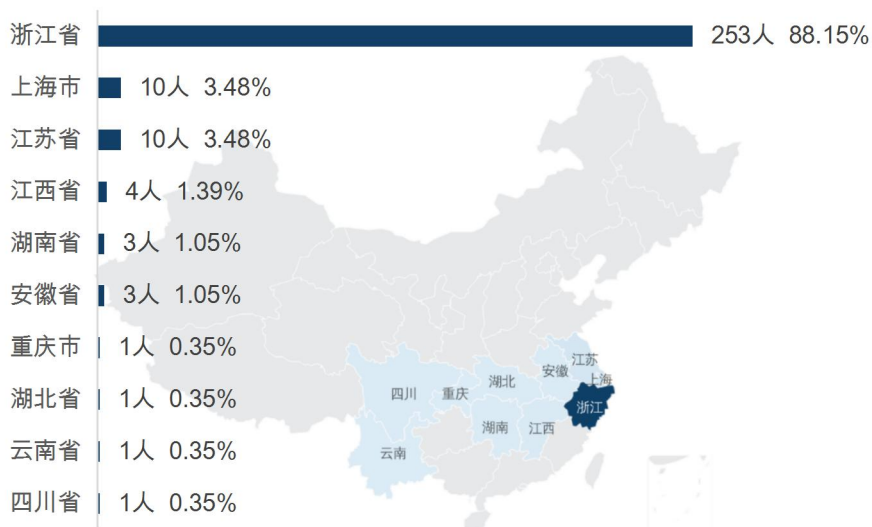 浙江省 253人 88.15%
上海市 10人 3.48%
江苏省 10人 3.48%
江西省 4人 1.39%
湖南省 3人 1.05%
安徽省 3人 1.05%
重庆市 1人 0.35%
湖北省 1人 0.35%
云南省 1人 0.35%
四川省 1人 0.35%
江苏
安徽
上海
湖北
四川
重庆
浙江
湖南
江西
云南